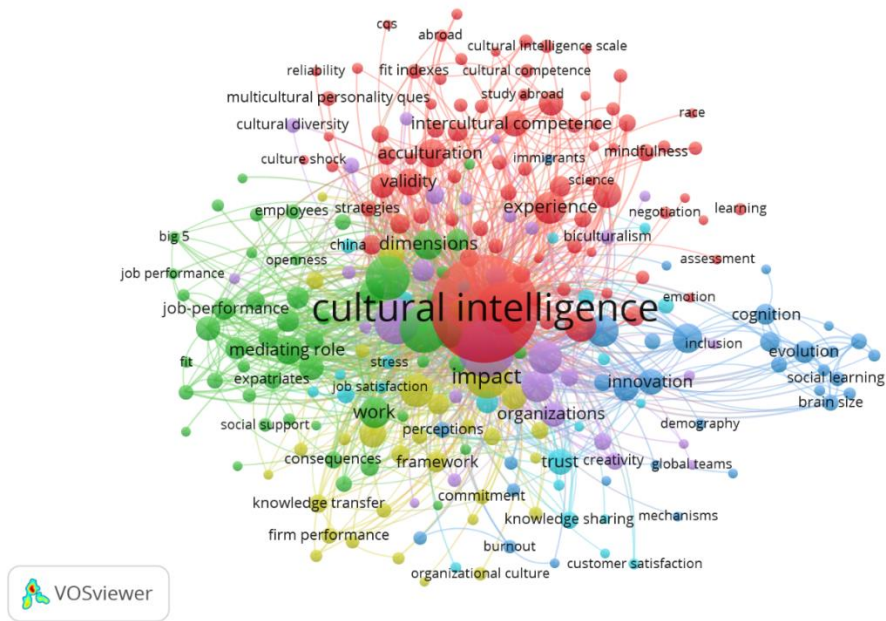 cqs
abroad
cultural intelligence scale
reliability
fit indexes
cultural competence
multicultural personality ques
study abroad
cultural diversity
intercultural competence
race
culture shock
acculturation
immigrants
mindfulness
validity
science
employees
strategies
experience
negotiation
learning
big 5
china
dimensions
biculturalism
openness
assessment
job performance
emotion
job-performance
cultural intelligence
cognition
mediating role
inclusion
evolution
fit
stress
expatriates
job satisfaction
impact
innovation
social learning
work
organizations
brain size
social support
perceptions
demography
consequences
framework
trust
creativity
global teams
knowledge transfer
commitment
firm performance
knowledge sharing
mechanisms
burnout
organizational culture
customer satisfaction
VOSviewer